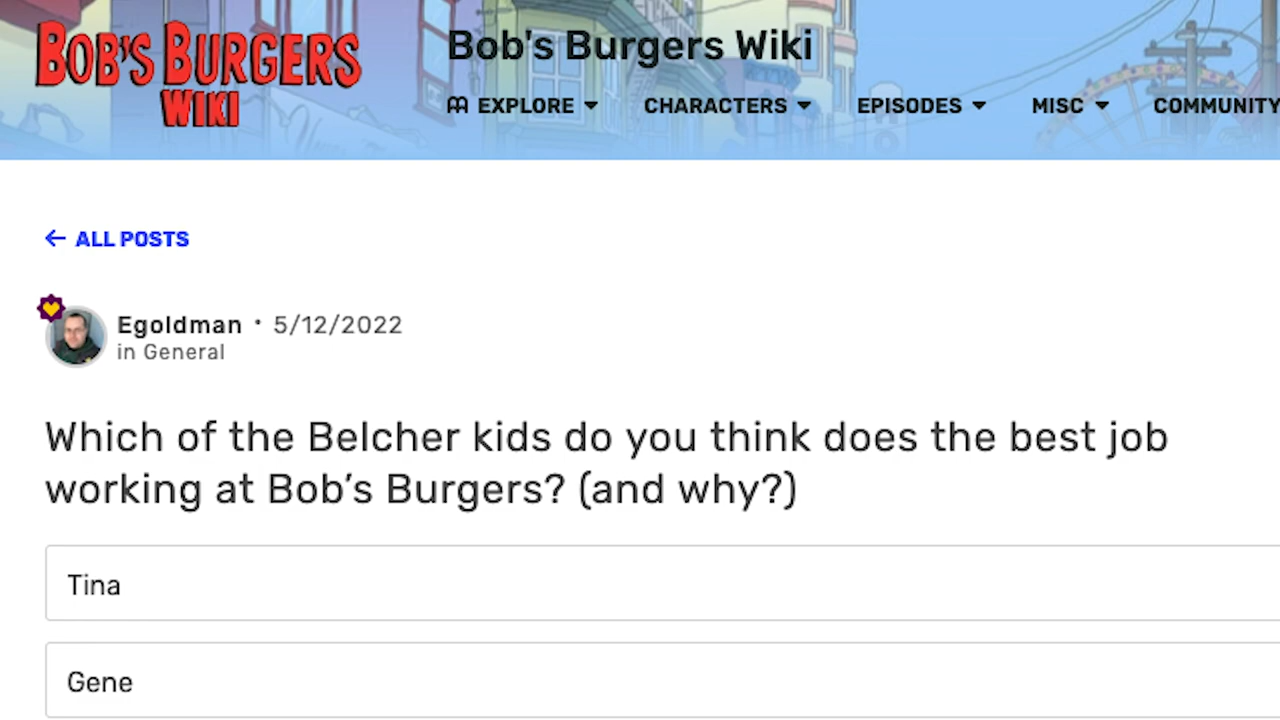 BOB'S BURGERS
WIKI
Bob's Burgers Wiki
EXPLORE
CHARACTERS
EPISODES
MISC
COMMUNITY
← ALL POSTS
Egoldman • 5/12/2022
in General
Which of the Belcher kids do you think does the best job
working at Bob’s Burgers? (and why?)
Tina
Gene